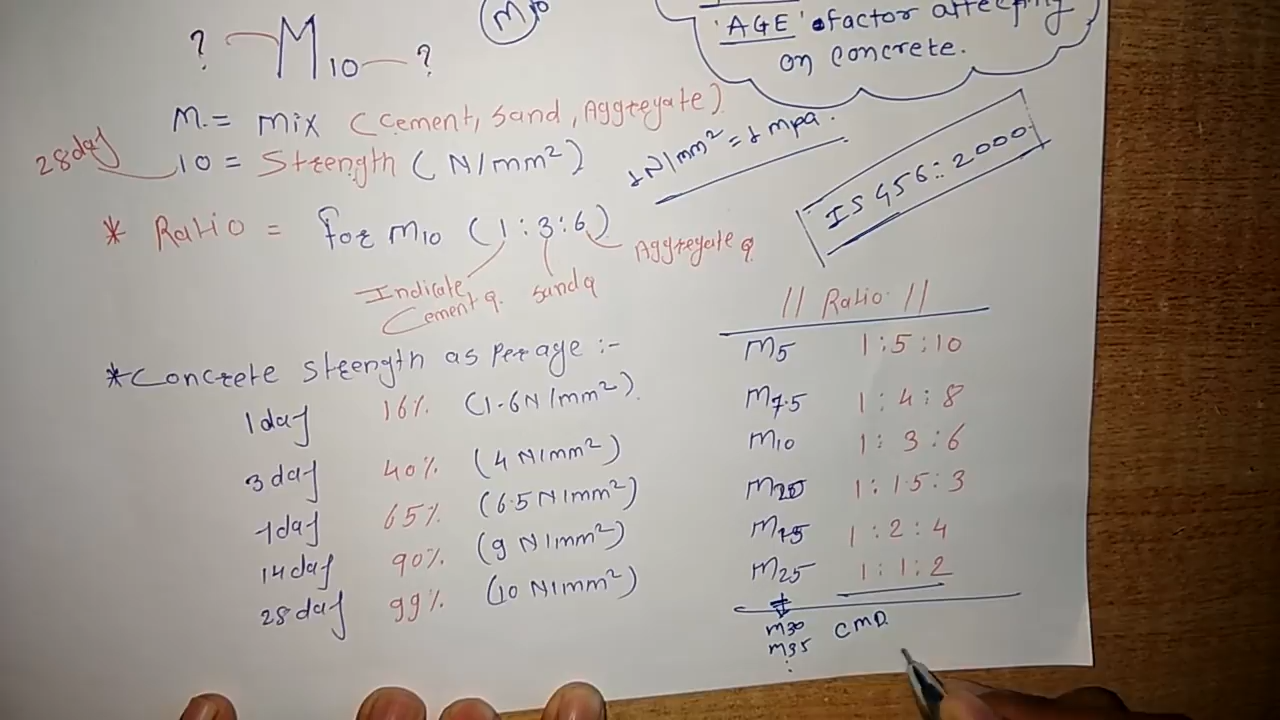 M10
'AGE' factor affecting
on concrete.
? M10 ?
M = Mix (Cement, Sand, Aggregate)
28day
10 = Strength (N/mm²)
1N/mm² = 1 mpa.
IS 456:2000
* Ratio = for M10 (1:3:6)
Indicate Cement q.
Sand q
Aggregate q
* Concrete strength as per age :-
1day 16% (1.6N/mm²)
3day 40% (4 N/mm²)
7day 65% (6.5 N/mm²)
14day 90% (9 N/mm²)
28day 99% (10 N/mm²)
|| Ratio ||
M5 1:5:10
M7.5 1:4:8
M10 1:3:6
M20 1:1.5:3
M15 1:2:4
M25 1:1:2
M30 CMD
M35